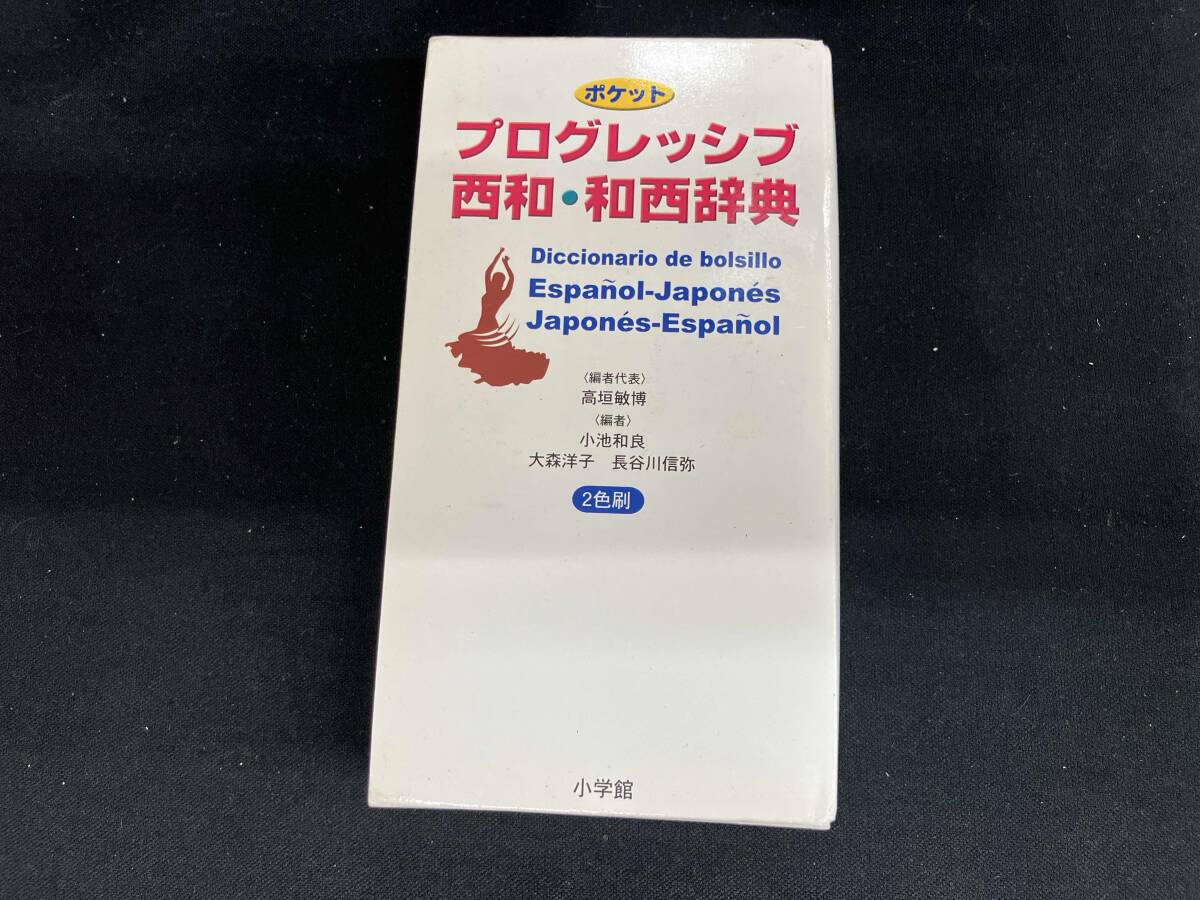 ポケット
プログレッシブ
西和・和西辞典
Diccionario de bolsillo
Español-Japonés
Japonés-Español
〈編者代表〉
高垣敏博
〈編者〉
小池和良
大森洋子 長谷川信弥
2色刷
小学館